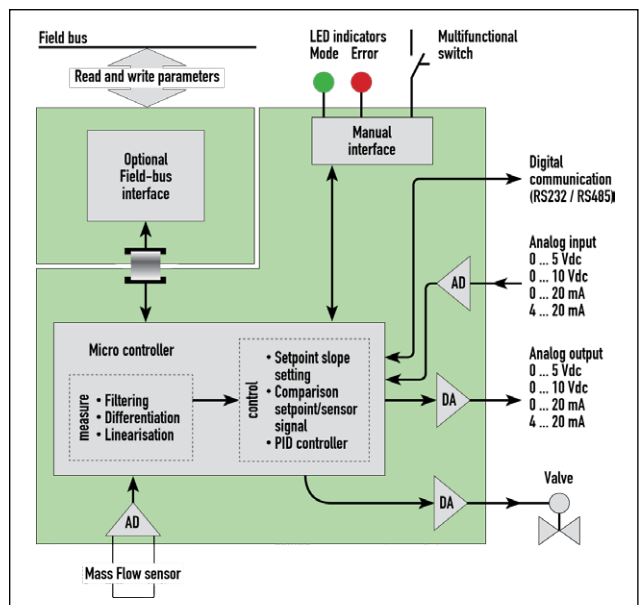 Field bus
Read and write parameters
LED indicators
Mode Error
Multifunctional
switch
Manual
interface
Optional
Field-bus
interface
Digital
communication
(RS232 / RS485)
Analog input
0 ... 5 Vdc
0 ... 10 Vdc
0 ... 20 mA
4 ... 20 mA
AD
Micro controller
measure
• Filtering
• Differentiation
• Linearisation
control
• Setpoint slope
setting
• Comparison
setpoint/sensor
signal
• PID controller
DA
Analog output
0 ... 5 Vdc
0 ... 10 Vdc
0 ... 20 mA
4 ... 20 mA
DA
Valve
AD
Mass Flow sensor